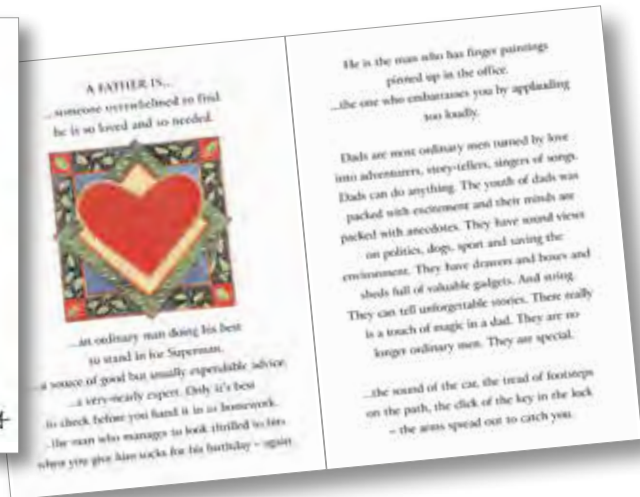 A FATHER IS...
...someone overwhelmed to find
he is so loved and so needed.
...an ordinary man doing his best
to stand in for Superman.
...a source of good but usually expendable advice.
...a very-nearly expert. Only it's best
to check before you hand it in as homework.
...the man who manages to look thrilled to bits
when you give him socks for his birthday – again.
He is the man who has finger paintings
pinned up in the office.
...the one who embarrasses you by applauding
too loudly.
Dads are most ordinary men turned by love
into adventurers, story-tellers, singers of songs.
Dads can do anything. The youth of dads was
packed with excitement and their minds are
packed with anecdotes. They have sound views
on politics, dogs, sport and saving the
environment. They have drawers and boxes and
sheds full of valuable gadgets. And string.
They can tell unforgettable stories. There really
is a touch of magic in a dad. They are no
longer ordinary men. They are special.
...the sound of the car, the tread of footsteps
on the path, the click of the key in the lock
– the arms spread out to catch you.